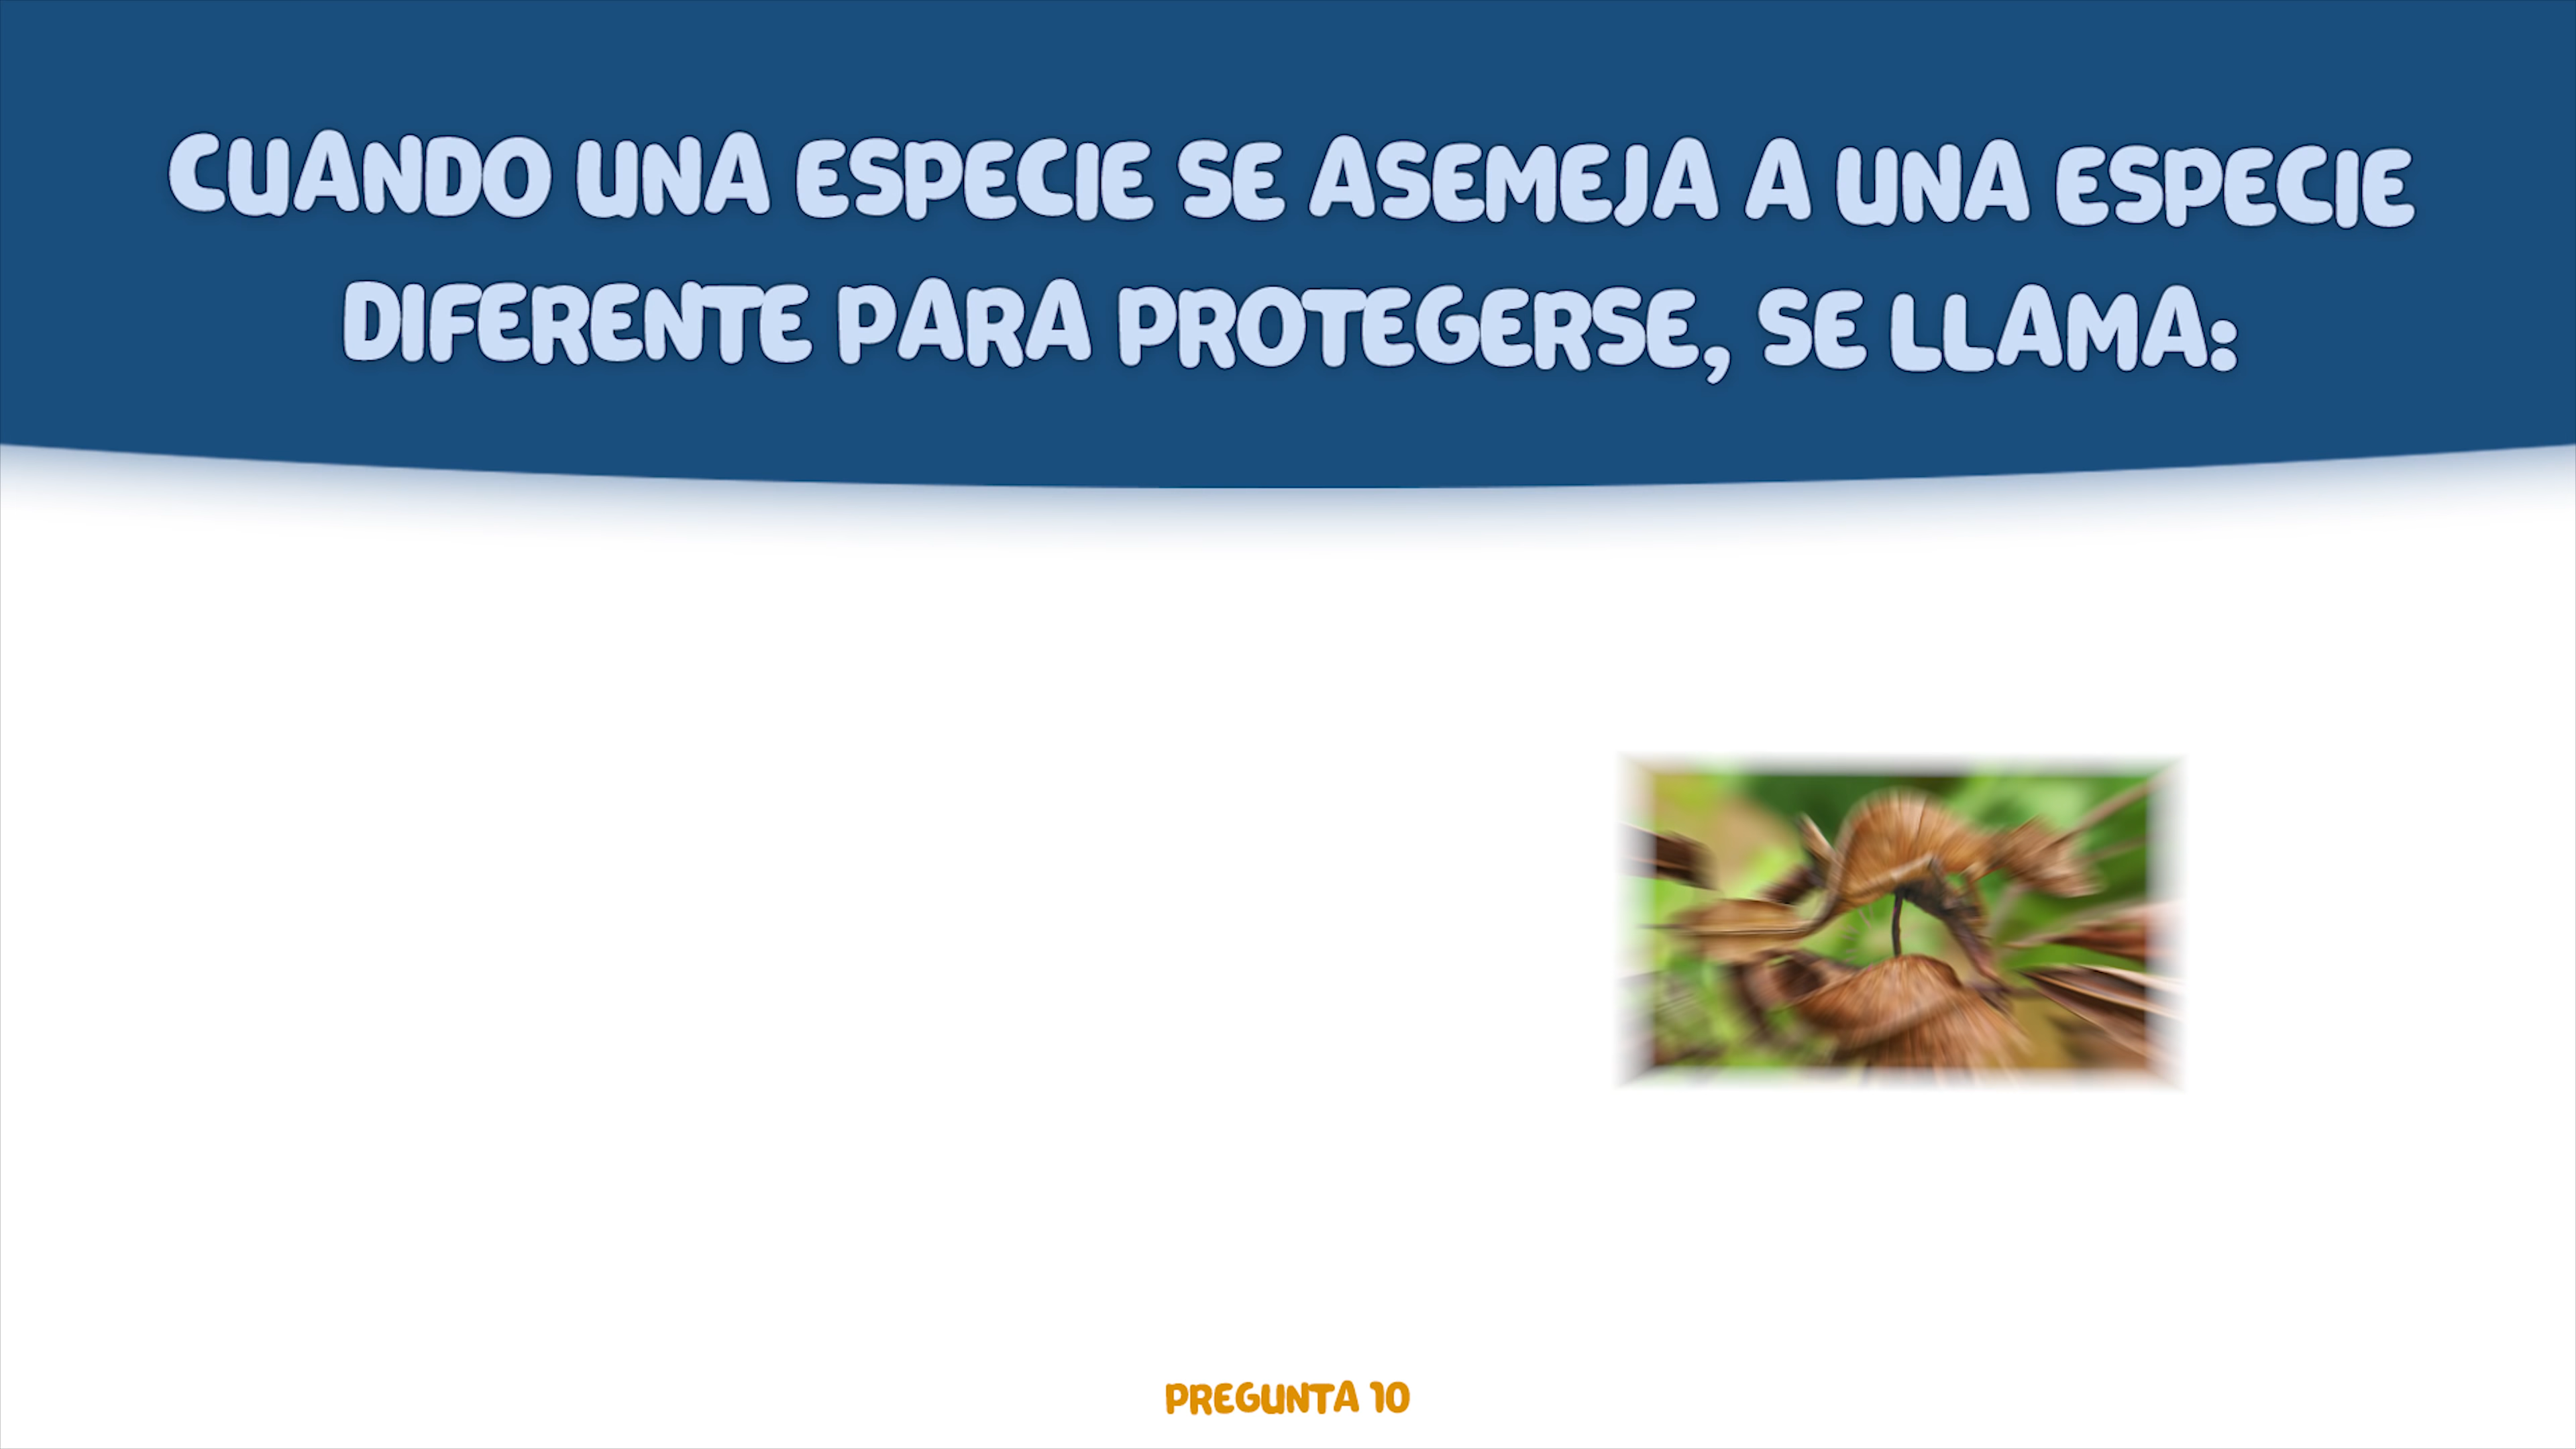 CUANDO UNA ESPECIE SE ASEMEJA A UNA ESPECIE
DIFERENTE PARA PROTEGERSE, SE LLAMA:
PREGUNTA 10